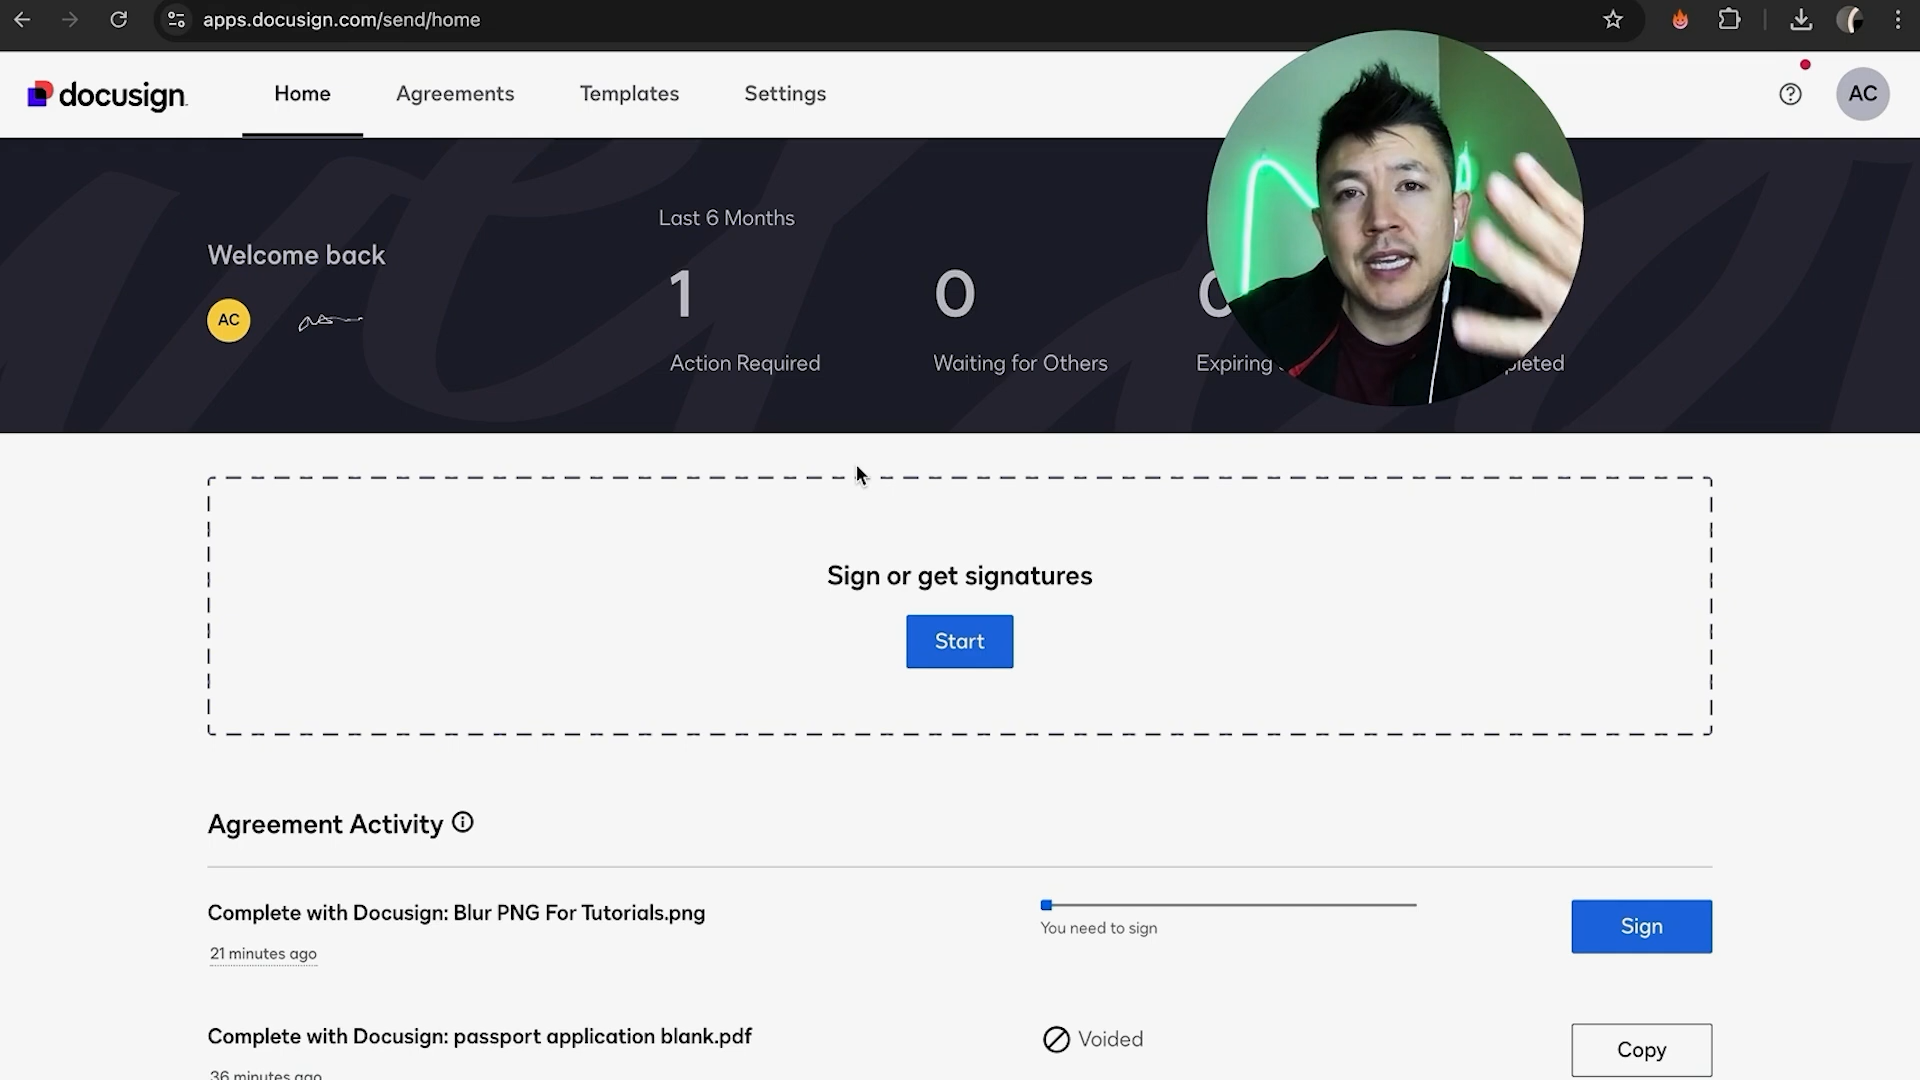 apps.docusign.com/send/home
docusign
Home
Agreements
Templates
Settings
AC
Last 6 Months
Welcome back
AC
1
0
Action Required
Waiting for Others
Expiring
Sign or get signatures
Start
Agreement Activity
Complete with Docusign: Blur PNG For Tutorials.png
21 minutes ago
You need to sign
Sign
Complete with Docusign: passport application blank.pdf
36 minutes ago
Voided
Copy